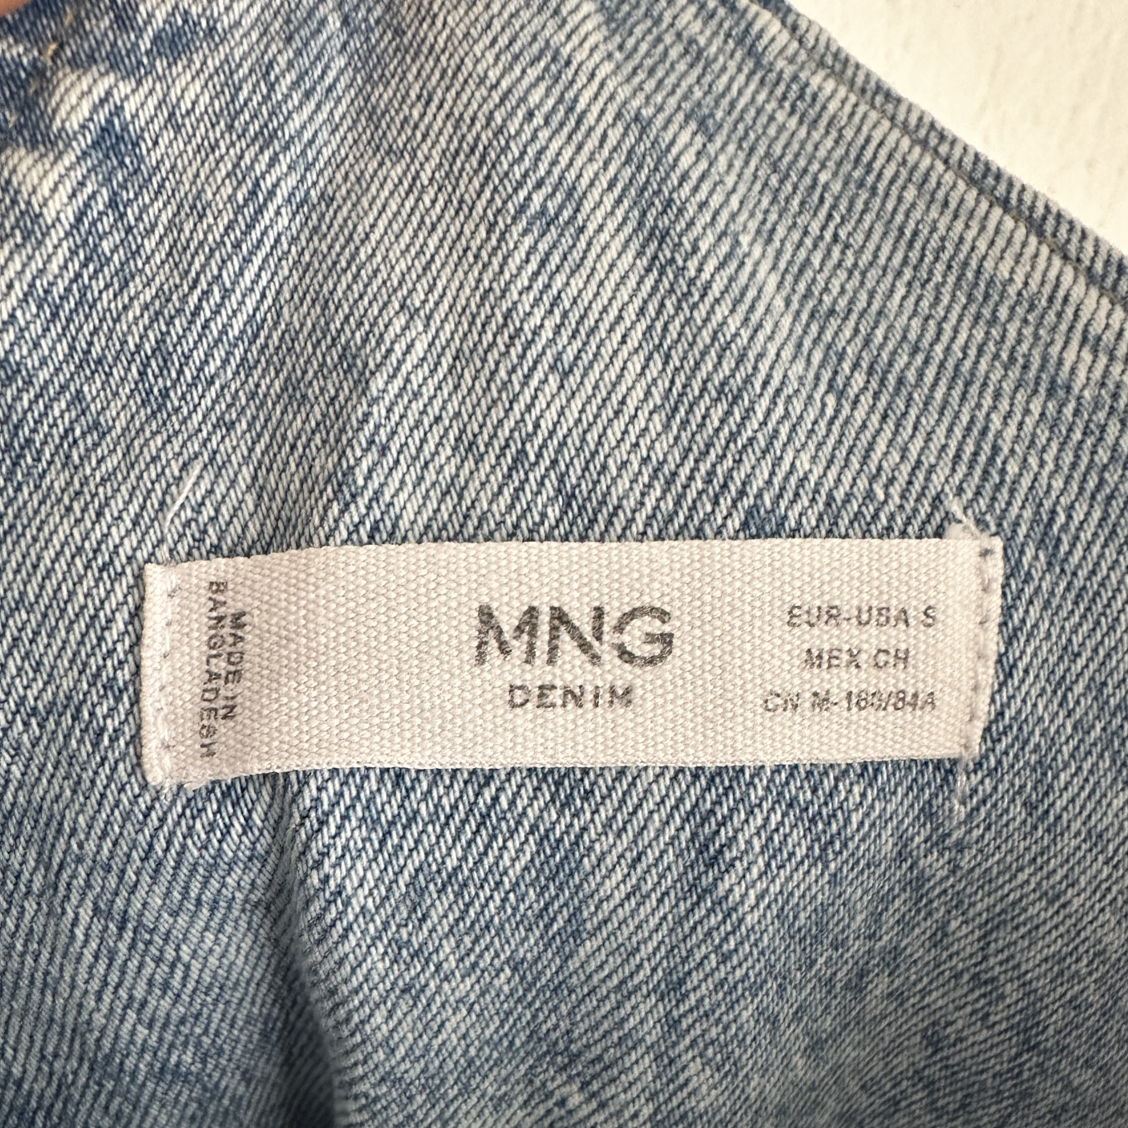 MADE IN
BANGLADESH
MNG
DENIM
EUR-USA S
MEX CH
CN M-160/84A